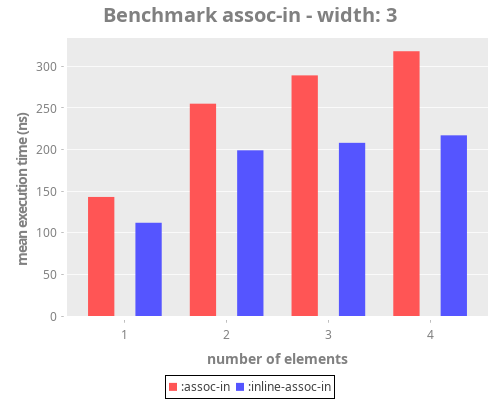 Benchmark assoc-in - width: 3
mean execution time (ns)
300
250
200
150
100
50
0
1 2 3 4
number of elements
:assoc-in :inline-assoc-in